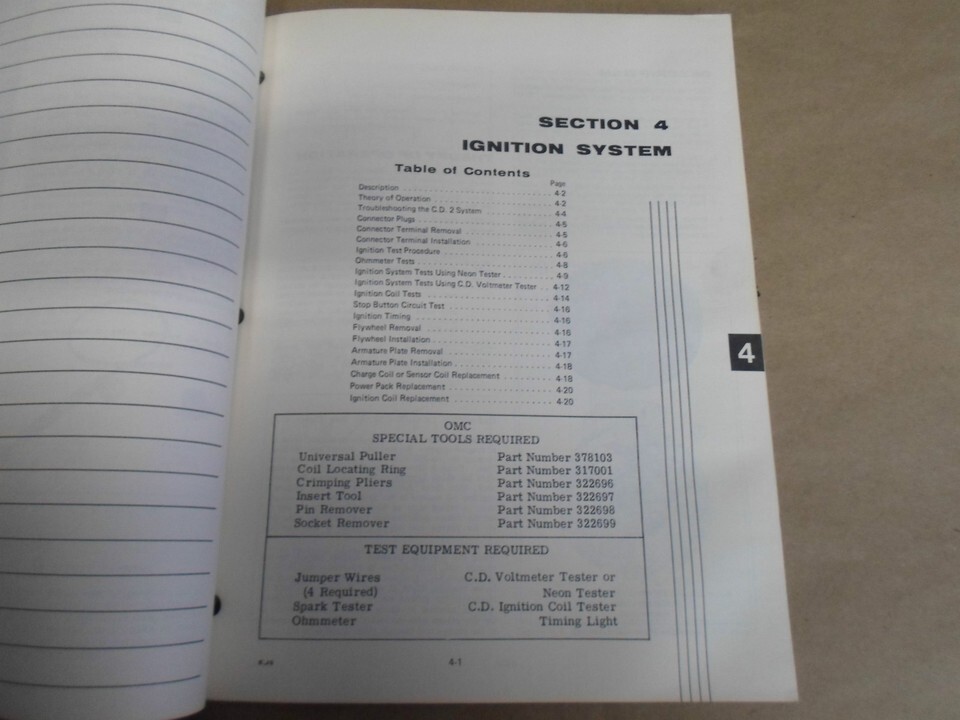 SECTION 4
IGNITION SYSTEM
Table of Contents
Page
Description . . . . . . . . . . . . . . . . . . . . 4-2
Theory of Operation . . . . . . . . . . . . . . . . 4-2
Troubleshooting the C.D. 2 System . . . . . . . . . . 4-4
Connector Plugs . . . . . . . . . . . . . . . . . . 4-5
Connector Terminal Removal . . . . . . . . . . . . . 4-5
Connector Terminal Installation . . . . . . . . . . . 4-6
Ignition Test Procedure . . . . . . . . . . . . . . . 4-6
Ohmmeter Tests . . . . . . . . . . . . . . . . . . . 4-8
Ignition System Tests Using Neon Tester . . . . . . . . 4-9
Ignition System Tests Using C.D. Voltmeter Tester . . 4-12
Ignition Coil Tests . . . . . . . . . . . . . . . . . 4-14
Stop Button Circuit Test . . . . . . . . . . . . . . 4-16
Ignition Timing . . . . . . . . . . . . . . . . . . 4-16
Flywheel Removal . . . . . . . . . . . . . . . . . . 4-16
Flywheel Installation . . . . . . . . . . . . . . . . 4-17
Armature Plate Removal . . . . . . . . . . . . . . . 4-17
Armature Plate Installation . . . . . . . . . . . . . 4-18
Charge Coil or Sensor Coil Replacement . . . . . . . . 4-18
Power Pack Replacement . . . . . . . . . . . . . . . 4-20
Ignition Coil Replacement . . . . . . . . . . . . . . 4-20
4
OMC
SPECIAL TOOLS REQUIRED
Universal Puller Part Number 378103
Coil Locating Ring Part Number 317001
Crimping Pliers Part Number 322696
Insert Tool Part Number 322697
Pin Remover Part Number 322698
Socket Remover Part Number 322699
TEST EQUIPMENT REQUIRED
Jumper Wires C.D. Voltmeter Tester or
(4 Required) Neon Tester
Spark Tester C.D. Ignition Coil Tester
Ohmmeter Timing Light
4-1